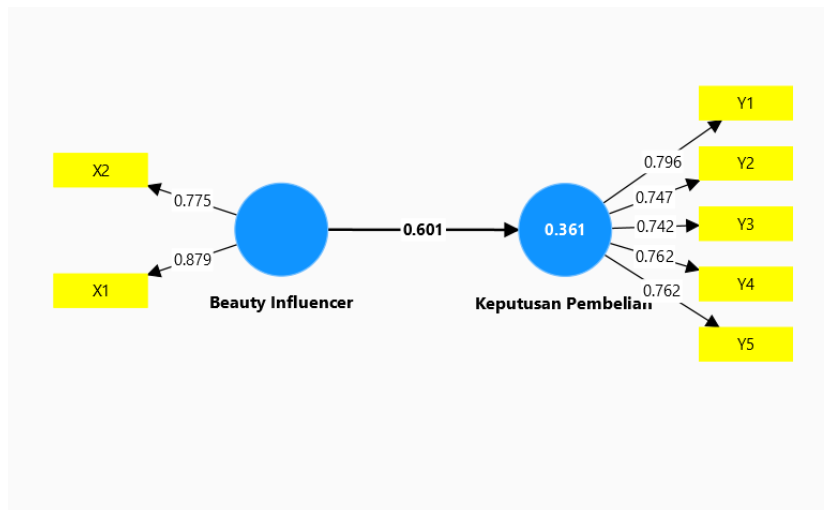 Y1
0.796
X2
Y2
0.775
0.747
0.601
0.361
0.742
Y3
0.879
0.762
Y4
X1
0.762
Beauty Influencer
Keputusan Pembelian
Y5